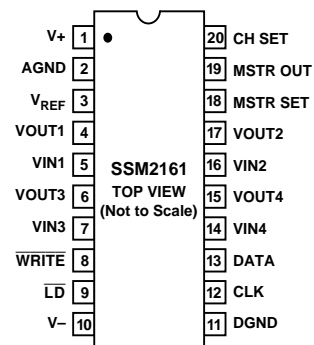 V+ 1 20 CH SET
AGND 2 19 MSTR OUT
VREF 3 18 MSTR SET
VOUT1 4 17 VOUT2
VIN1 5 16 VIN2
VOUT3 6 15 VOUT4
VIN3 7 14 VIN4
WRITE 8 13 DATA
LD 9 12 CLK
V– 10 11 DGND
SSM2161
TOP VIEW
(Not to Scale)